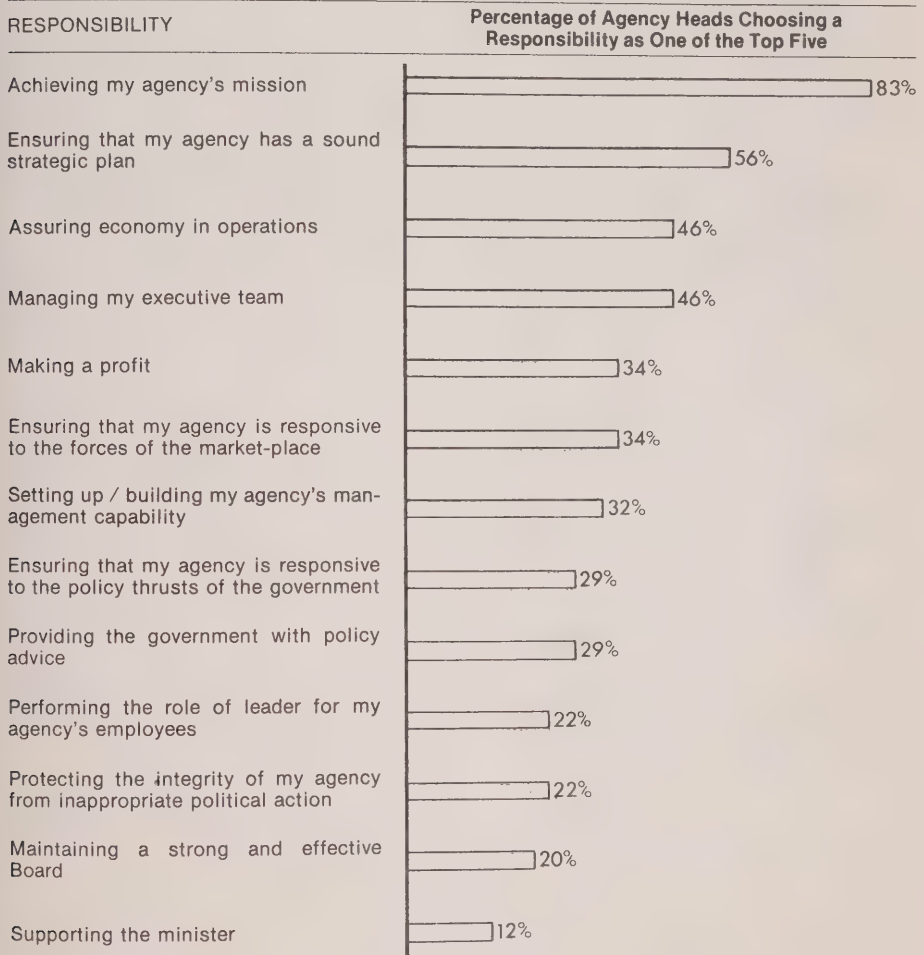 RESPONSIBILITY
Percentage of Agency Heads Choosing a
Responsibility as One of the Top Five
Achieving my agency's mission
83%
Ensuring that my agency has a sound
strategic plan
56%
Assuring economy in operations
46%
Managing my executive team
46%
Making a profit
34%
Ensuring that my agency is responsive
to the forces of the market-place
34%
Setting up / building my agency's man-
agement capability
32%
Ensuring that my agency is responsive
to the policy thrusts of the government
29%
Providing the government with policy
advice
29%
Performing the role of leader for my
agency's employees
22%
Protecting the integrity of my agency
from inappropriate political action
22%
Maintaining a strong and effective
Board
20%
Supporting the minister
12%